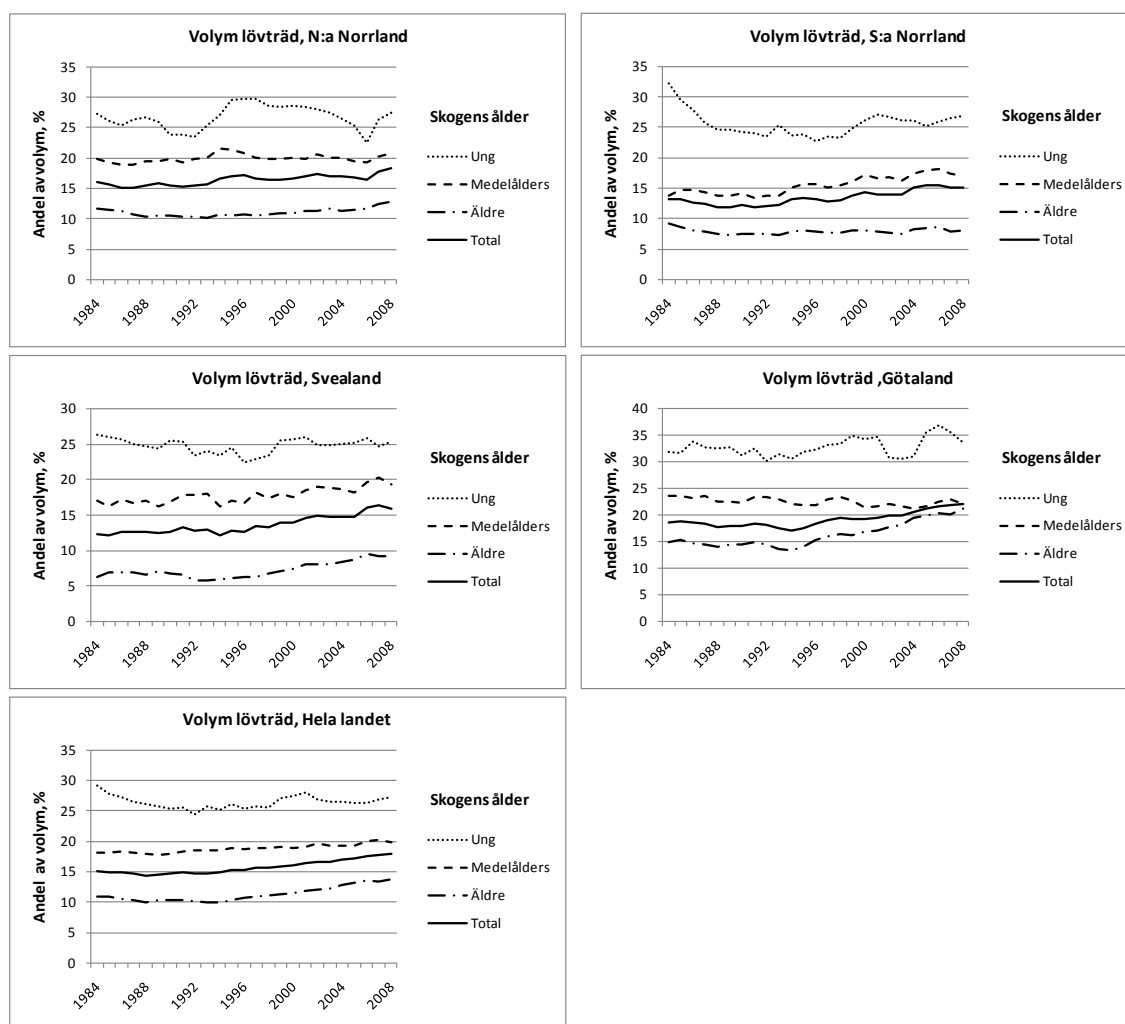 Volym lövträd, N:a Norrland
Andel av volym, %
35
30
25
20
15
10
5
0
1984
1988
1992
1996
2000
2004
2008
Skogens ålder
Ung
Medelålders
Äldre
Total
Volym lövträd, S:a Norrland
Andel av volym, %
35
30
25
20
15
10
5
0
1984
1988
1992
1996
2000
2004
2008
Skogens ålder
Ung
Medelålders
Äldre
Total
Volym lövträd, Svealand
Andel av volym, %
30
25
20
15
10
5
0
1984
1988
1992
1996
2000
2004
2008
Skogens ålder
Ung
Medelålders
Äldre
Total
Volym lövträd ,Götaland
Andel av volym, %
40
35
30
25
20
15
10
5
0
1984
1988
1992
1996
2000
2004
2008
Skogens ålder
Ung
Medelålders
Äldre
Total
Volym lövträd, Hela landet
Andel av volym, %
35
30
25
20
15
10
5
0
1984
1988
1992
1996
2000
2004
2008
Skogens ålder
Ung
Medelålders
Äldre
Total